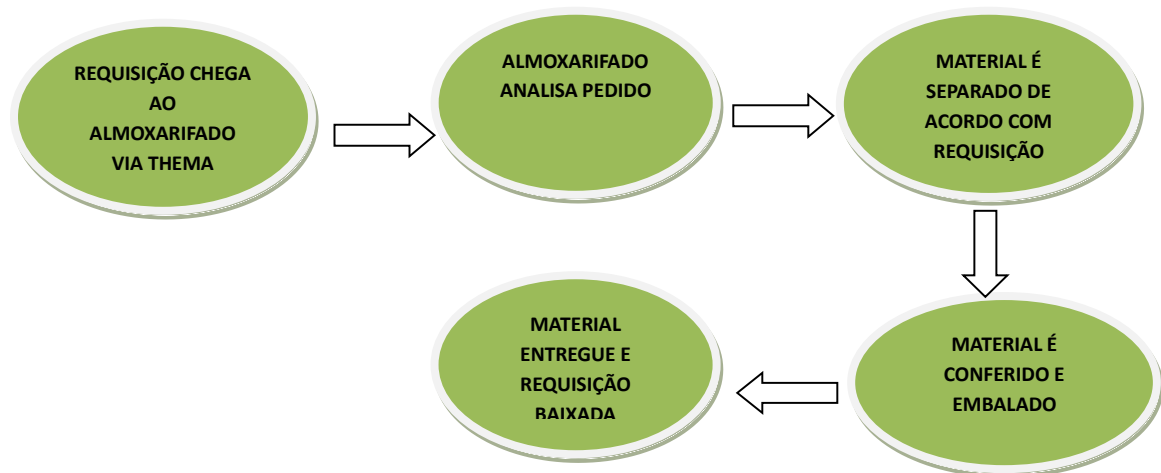 REQUISIÇÃO CHEGA
AO
ALMOXARIFADO
VIA THEMA
ALMOXARIFADO
ANALISA PEDIDO
MATERIAL É
SEPARADO DE
ACORDO COM
REQUISIÇÃO
MATERIAL É
CONFERIDO E
EMBALADO
MATERIAL
ENTREGUE E
REQUISIÇÃO
BAIXADA